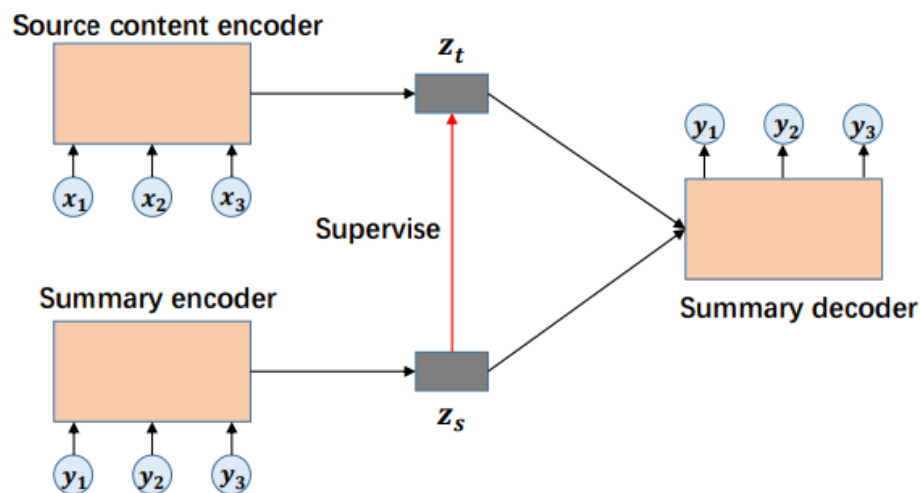 Source content encoder
z_t
x_1 x_2 x_3
y_1 y_2 y_3
Supervise
Summary encoder
Summary decoder
z_s
y_1 y_2 y_3